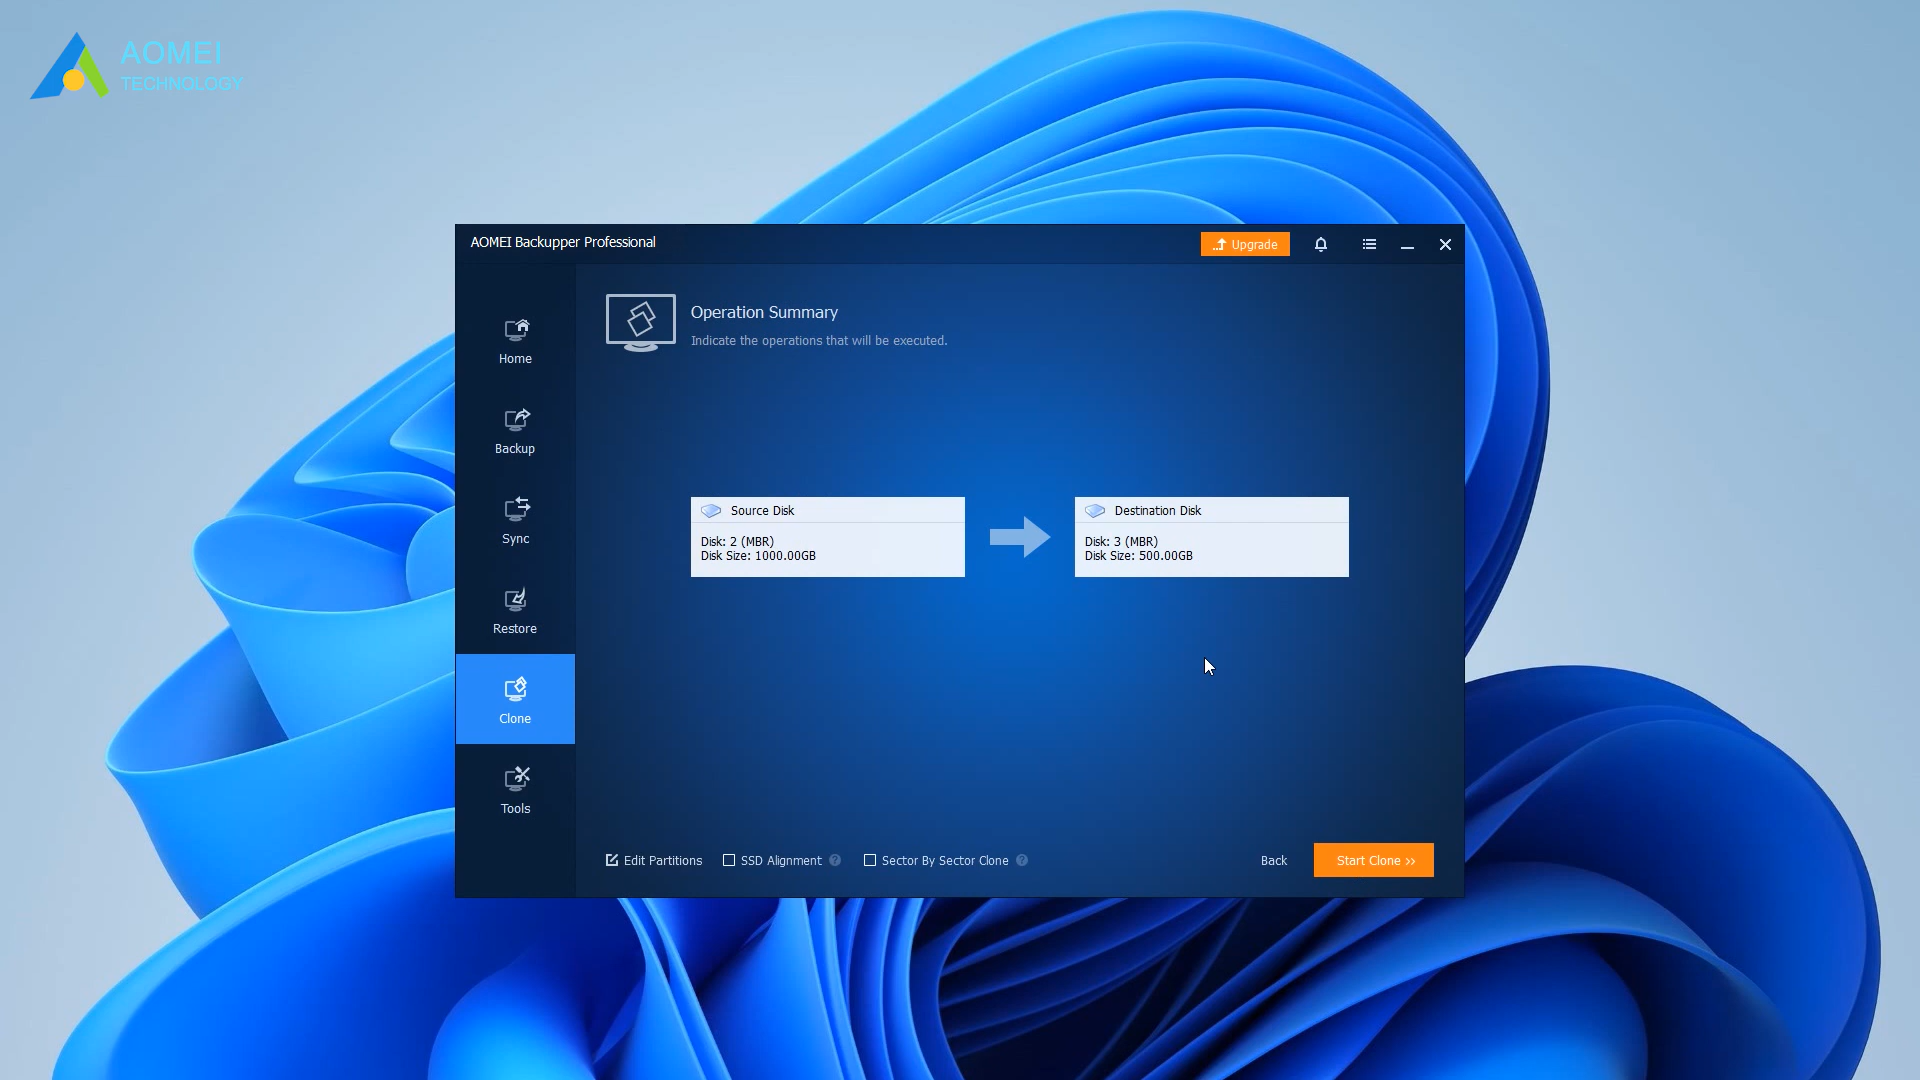 AOMEI
TECHNOLOGY
AOMEI Backupper Professional
Upgrade
Operation Summary
Indicate the operations that will be executed.
Home
Backup
Sync
Restore
Clone
Tools
Source Disk
Disk: 2 (MBR)
Disk Size: 1000.00GB
Destination Disk
Disk: 3 (MBR)
Disk Size: 500.00GB
Edit Partitions
SSD Alignment ?
Sector By Sector Clone ?
Back
Start Clone >>